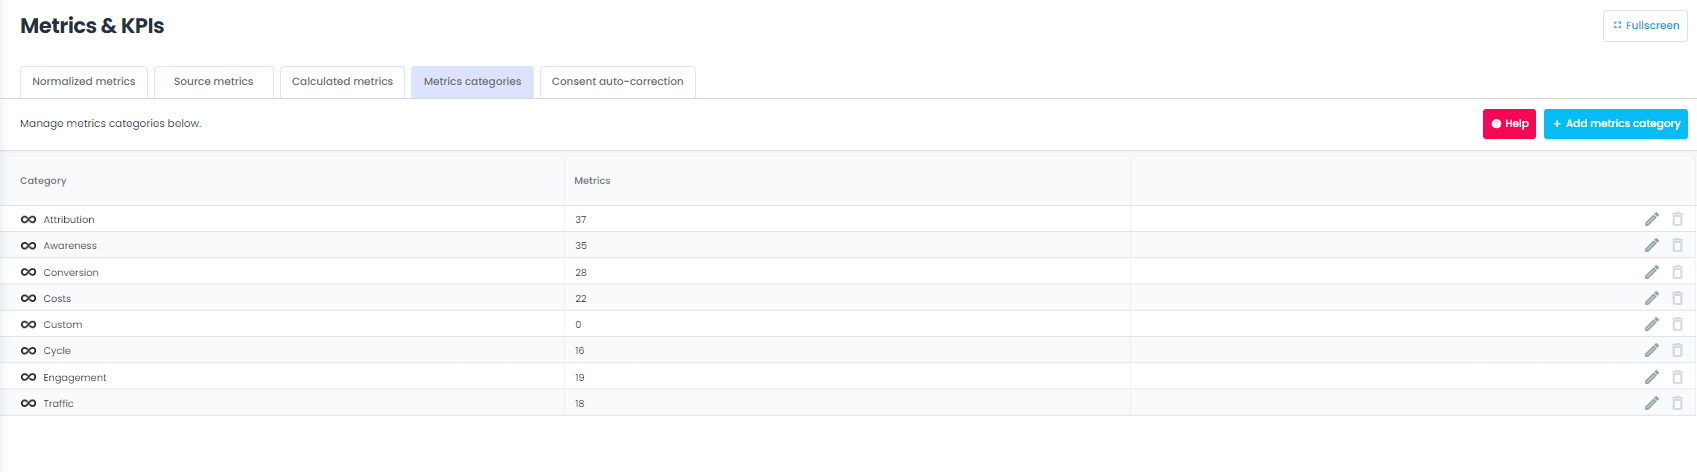 Metrics & KPIs
Fullscreen
Normalized metrics Source metrics Calculated metrics Metrics categories Consent auto-correction
Manage metrics categories below.
Help + Add metrics category
Category Metrics
Attribution 37
Awareness 35
Conversion 28
Costs 22
Custom 0
Cycle 16
Engagement 19
Traffic 18